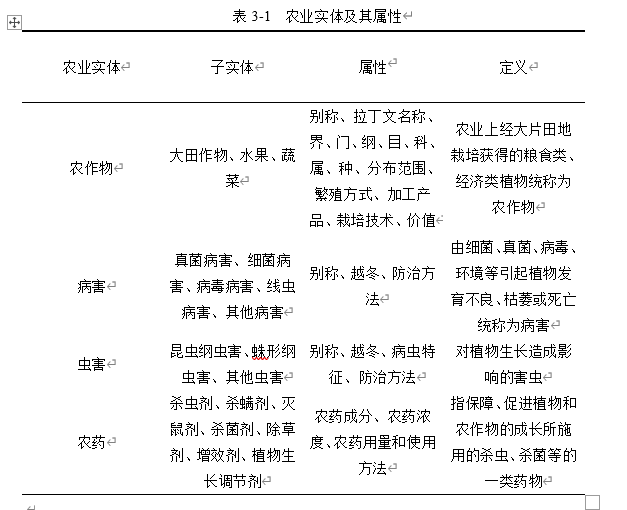 表 3-1　农业实体及其属性
农业实体　子实体　属性　定义
农作物
大田作物、水果、蔬
菜
别称、拉丁文名称、
界、门、纲、目、科、
属、种、分布范围、
繁殖方式、加工产
品、栽培技术、价值
农业上经大片田地
栽培获得的粮食类、
经济类植物统称为
农作物
病害
真菌病害、细菌病
害、病毒病害、线虫
病害、其他病害
别称、越冬、防治方
法
由细菌、真菌、病毒、
环境等引起植物发
育不良、枯萎或死亡
统称为病害
虫害
昆虫纲虫害、蛛形纲
虫害、其他虫害
别称、越冬、病虫特
征、防治方法
对植物生长造成影
响的害虫
农药
杀虫剂、杀螨剂、灭
鼠剂、杀菌剂、除草
剂、增效剂、植物生
长调节剂
农药成分、农药浓
度、农药用量和使用
方法
指保障、促进植物和
农作物的成长所施
用的杀虫、杀菌等的
一类药物